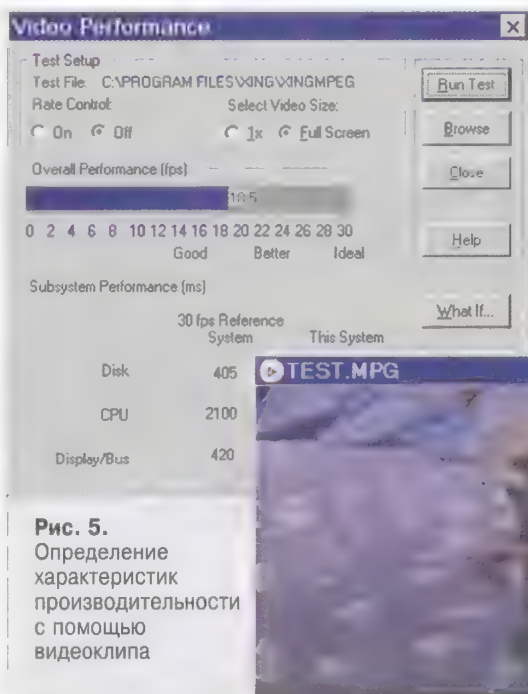 Video Performance
Test Setup
Test File: C:\PROGRAM FILES\XING\XINGMPEG
Run Test
Rate Control:
Select Video Size:
On Off
1x Full Screen
Browse
Overall Performance (fps)
Close
18.5
0 2 4 6 8 10 12 14 16 18 20 22 24 26 28 30
Good Better Ideal
Help
Subsystem Performance (ms)
What If...
30 fps Reference
System
This System
Disk 405
TEST.MPG
CPU 2100
Display/Bus 420
Рис. 5.
Определение
характеристик
производительности
с помощью
видеоклипа